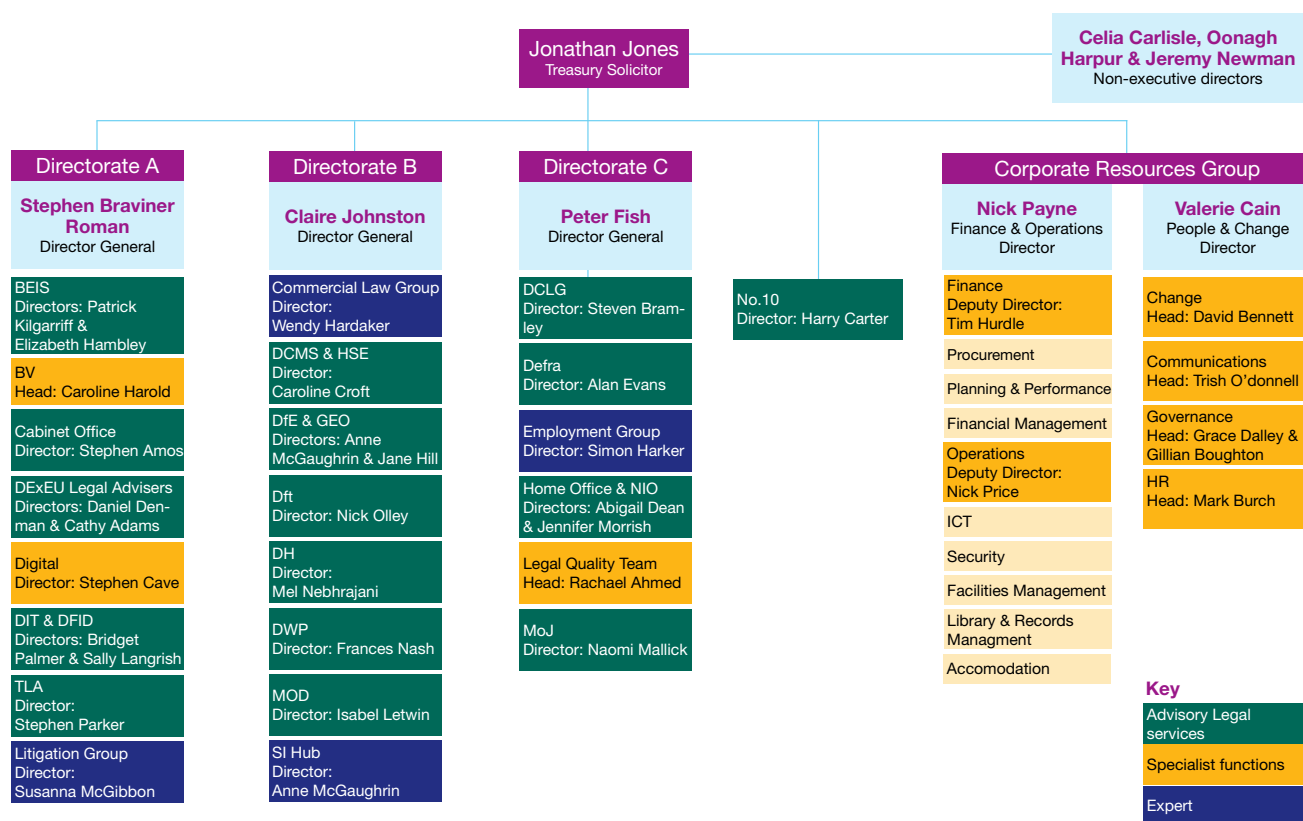 Jonathan Jones
Treasury Solicitor
Celia Carlisle, Oonagh
Harpur & Jeremy Newman
Non-executive directors
Directorate A
Stephen Braviner
Roman
Director General
BEIS
Directors: Patrick
Kilgarriff &
Elizabeth Hambley
BV
Head: Caroline Harold
Cabinet Office
Director: Stephen Amos
DExEU Legal Advisers
Directors: Daniel Den-
man & Cathy Adams
Digital
Director: Stephen Cave
DIT & DFID
Directors: Bridget
Palmer & Sally Langrish
TLA
Director:
Stephen Parker
Litigation Group
Director:
Susanna McGibbon
Directorate B
Claire Johnston
Director General
Commercial Law Group
Director:
Wendy Hardaker
DCMS & HSE
Director:
Caroline Croft
DfE & GEO
Directors: Anne
McGaughrin & Jane Hill
Dft
Director: Nick Olley
DH
Director:
Mel Nebhrajani
DWP
Director: Frances Nash
MOD
Director: Isabel Letwin
SI Hub
Director:
Anne McGaughrin
Directorate C
Peter Fish
Director General
DCLG
Director: Steven Bram-
ley
Defra
Director: Alan Evans
Employment Group
Director: Simon Harker
Home Office & NIO
Directors: Abigail Dean
& Jennifer Morrish
Legal Quality Team
Head: Rachael Ahmed
MoJ
Director: Naomi Mallick
No.10
Director: Harry Carter
Corporate Resources Group
Nick Payne
Finance & Operations
Director
Finance
Deputy Director:
Tim Hurdle
Procurement
Planning & Performance
Financial Management
Operations
Deputy Director:
Nick Price
ICT
Security
Facilities Management
Library & Records
Managment
Accomodation
Valerie Cain
People & Change
Director
Change
Head: David Bennett
Communications
Head: Trish O’donnell
Governance
Head: Grace Dalley &
Gillian Boughton
HR
Head: Mark Burch
Key
Advisory Legal
services
Specialist functions
Expert